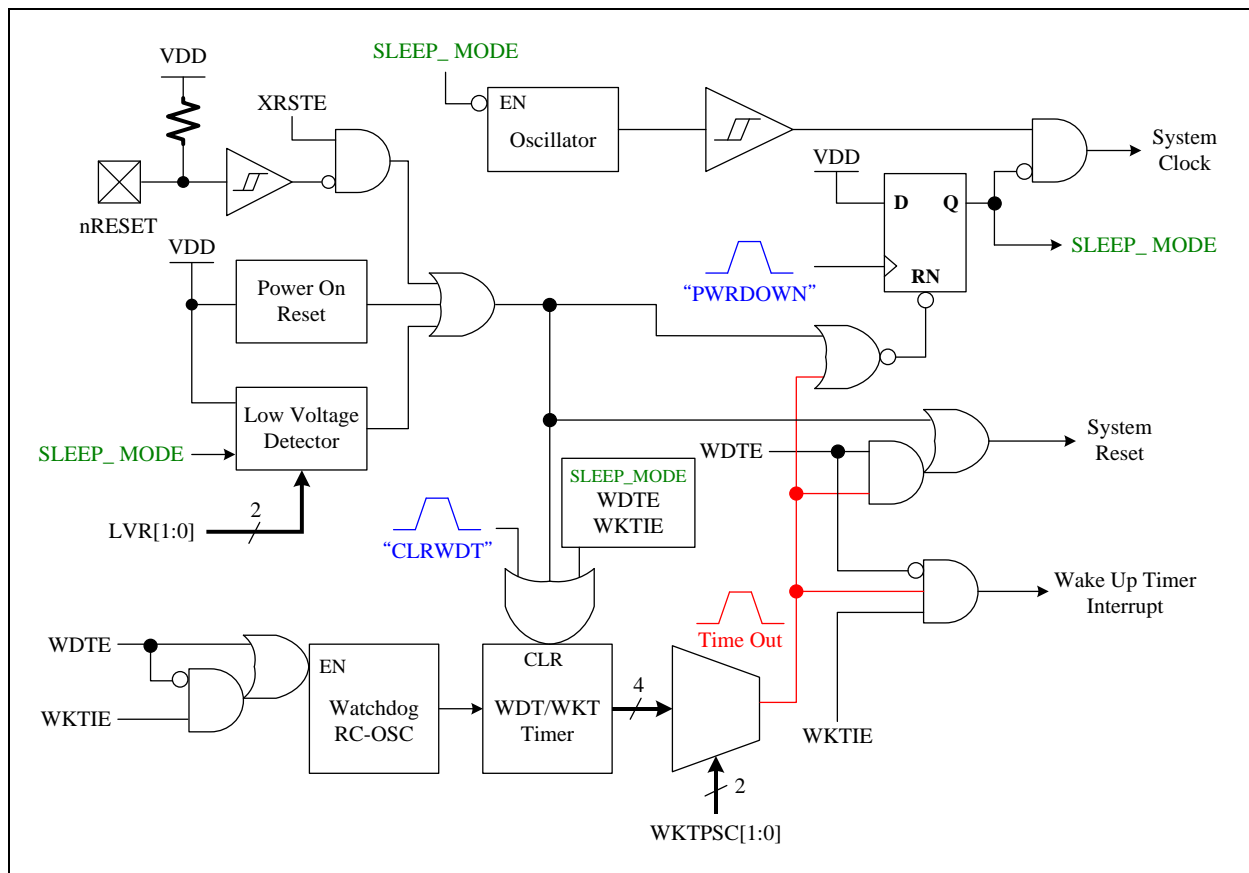 VDD
SLEEP_ MODE
XRSTE
EN
Oscillator
System
Clock
nRESET
VDD
D
Q
SLEEP_ MODE
VDD
Power On
Reset
“PWRDOWN”
RN
Low Voltage
Detector
SLEEP_ MODE
System
Reset
WDTE
SLEEP_MODE
WDTE
WKTIE
LVR[1:0]
2
“CLRWDT”
Wake Up Timer
Interrupt
Time Out
WDTE
EN
CLR
4
Watchdog
RC-OSC
WDT/WKT
Timer
WKTIE
WKTIE
2
WKTPSC[1:0]